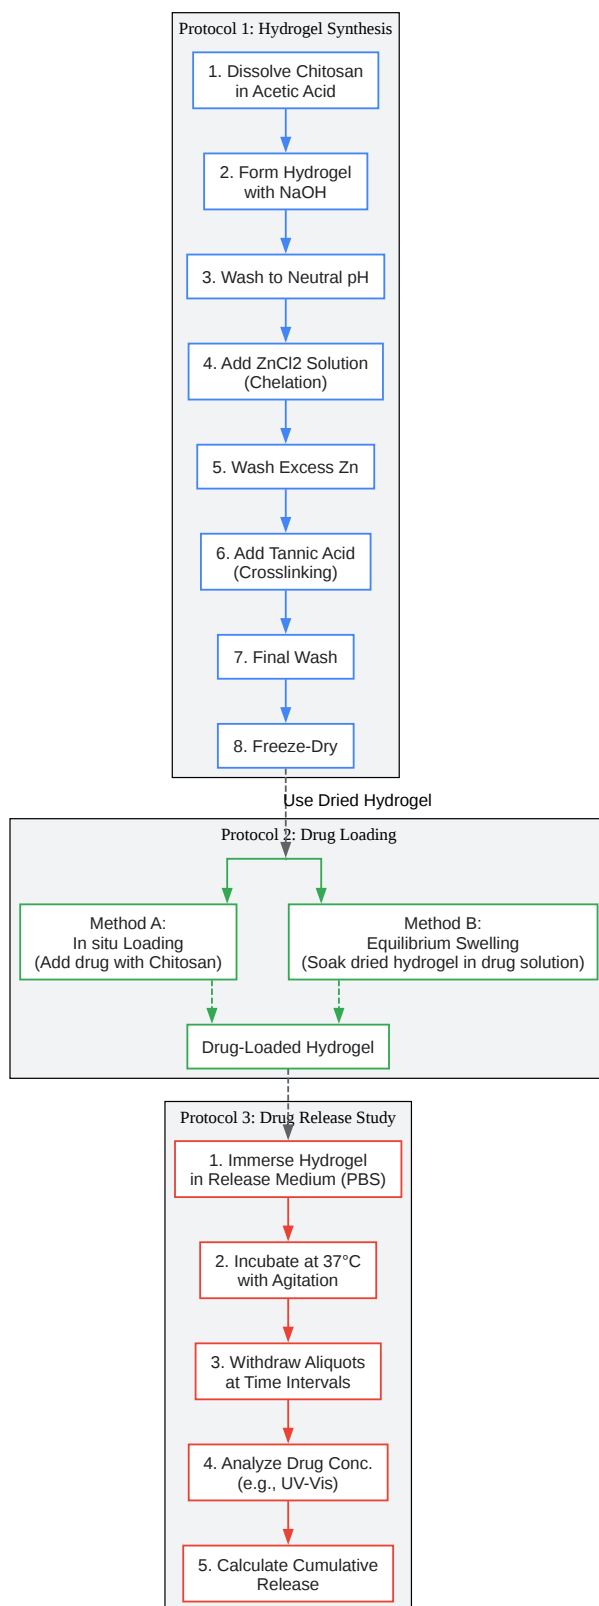 Protocol 1: Hydrogel Synthesis
1. Dissolve Chitosan
in Acetic Acid
2. Form Hydrogel
with NaOH
3. Wash to Neutral pH
4. Add ZnCl2 Solution
(Chelation)
5. Wash Excess Zn
6. Add Tannic Acid
(Crosslinking)
7. Final Wash
8. Freeze-Dry
Use Dried Hydrogel
Protocol 2: Drug Loading
Method A:
In situ Loading
(Add drug with Chitosan)
Method B:
Equilibrium Swelling
(Soak dried hydrogel in drug solution)
Drug-Loaded Hydrogel
Protocol 3: Drug Release Study
1. Immerse Hydrogel
in Release Medium (PBS)
2. Incubate at 37°C
with Agitation
3. Withdraw Aliquots
at Time Intervals
4. Analyze Drug Conc.
(e.g., UV-Vis)
5. Calculate Cumulative
Release